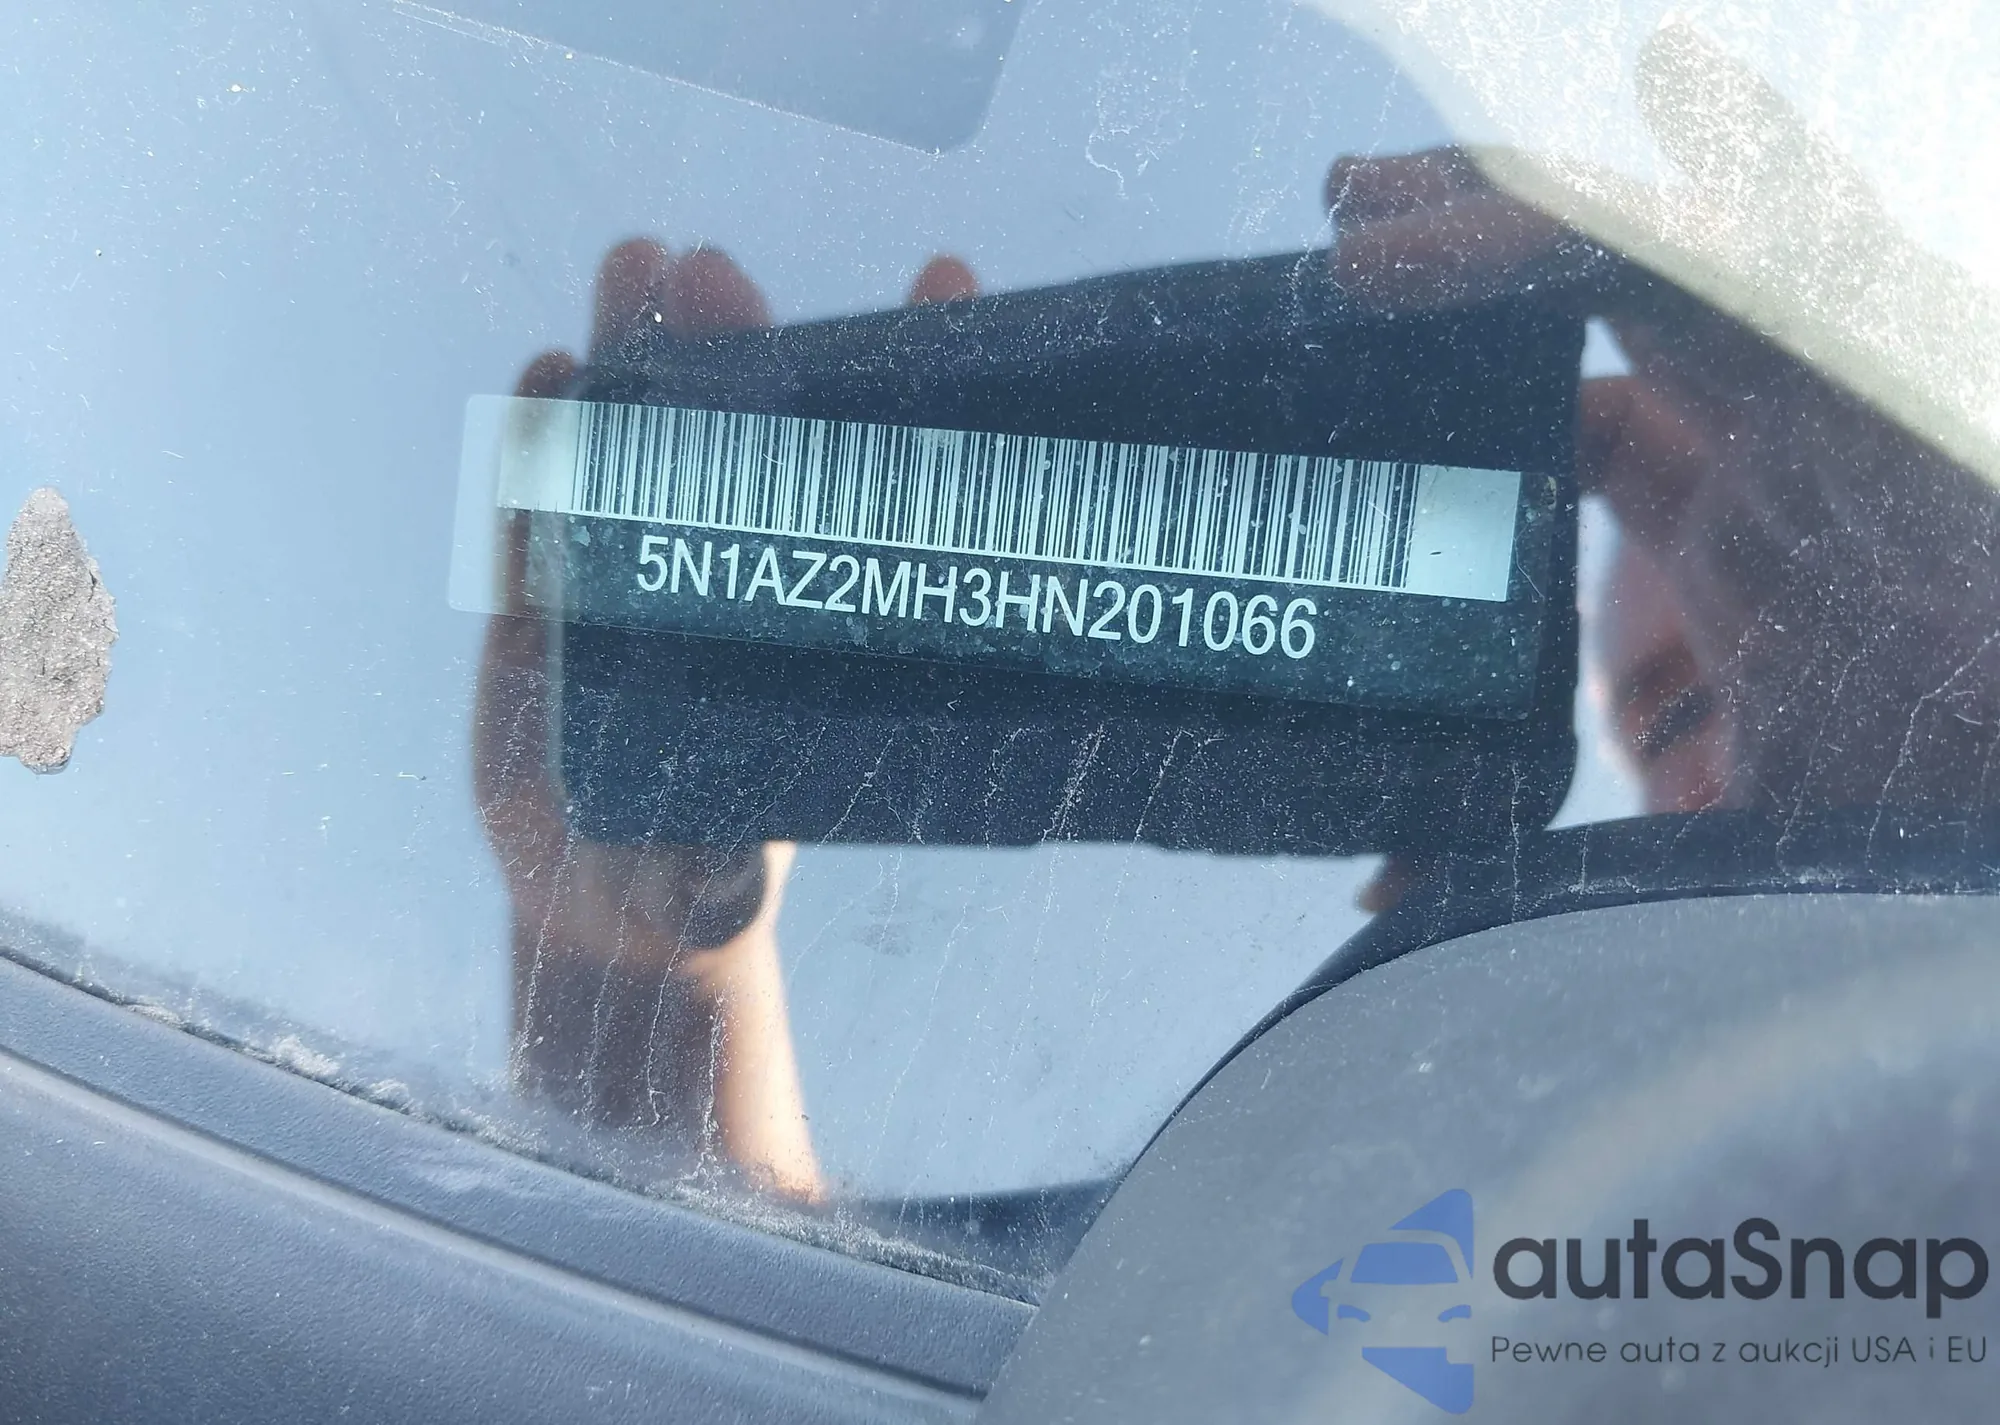 5N1AZ2MH3HN201066
autaSnap
Pewne auta z aukcji USA i EU